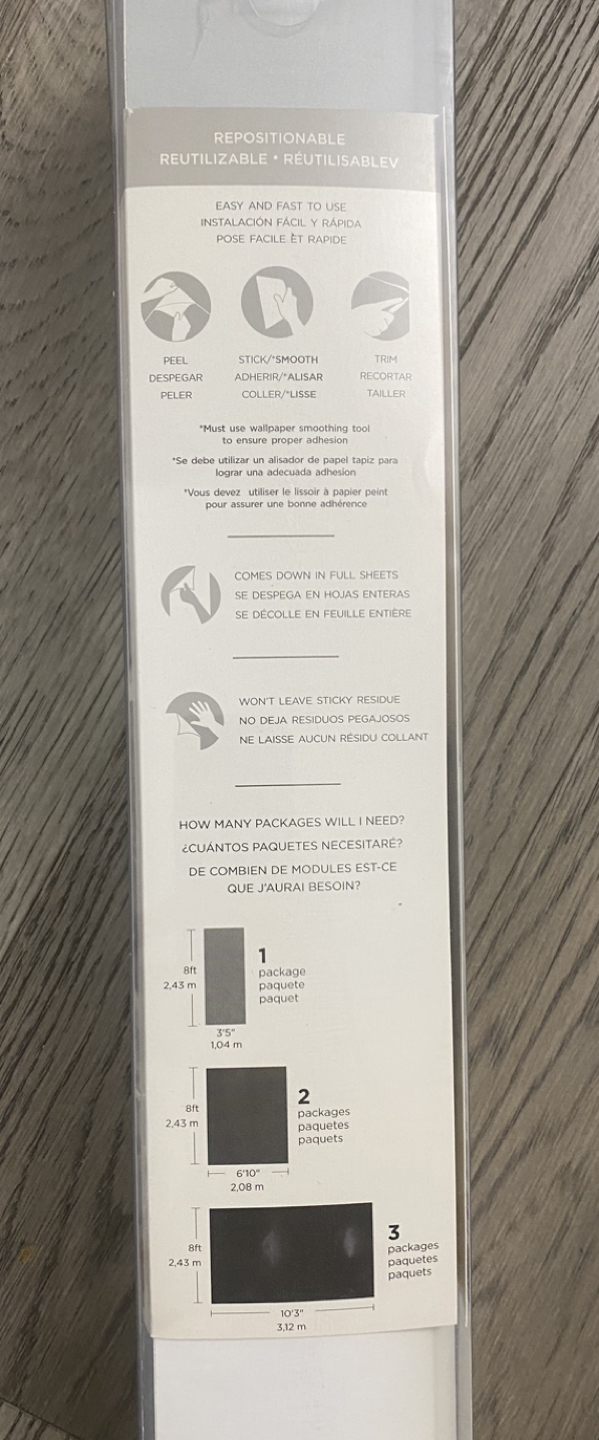 REPOSITIONABLE
REUTILIZABLE • RÉUTILISABLEV
EASY AND FAST TO USE
INSTALACIÓN FÁCIL Y RÁPIDA
POSE FACILE ET RAPIDE
PEEL
DESPEGAR
PELER
STICK/*SMOOTH
ADHERIR/*ALISAR
COLLER/*LISSE
TRIM
RECORTAR
TAILLER
*Must use wallpaper smoothing tool
to ensure proper adhesion
*Se debe utilizar un alisador de papel tapiz para
lograr una adecuada adhesion
*Vous devez utiliser le lissoir à papier peint
pour assurer une bonne adhérence
COMES DOWN IN FULL SHEETS
SE DESPEGA EN HOJAS ENTERAS
SE DÉCOLLE EN FEUILLE ENTIÈRE
WON'T LEAVE STICKY RESIDUE
NO DEJA RESIDUOS PEGAJOSOS
NE LAISSE AUCUN RÉSIDU COLLANT
HOW MANY PACKAGES WILL I NEED?
¿CUÁNTOS PAQUETES NECESITARÉ?
DE COMBIEN DE MODULES EST-CE
QUE J'AURAI BESOIN?
8ft
2,43 m
3'5"
1,04 m
1
package
paquete
paquet
8ft
2,43 m
6'10"
2,08 m
2
packages
paquetes
paquets
8ft
2,43 m
10'3"
3,12 m
3
packages
paquetes
paquets